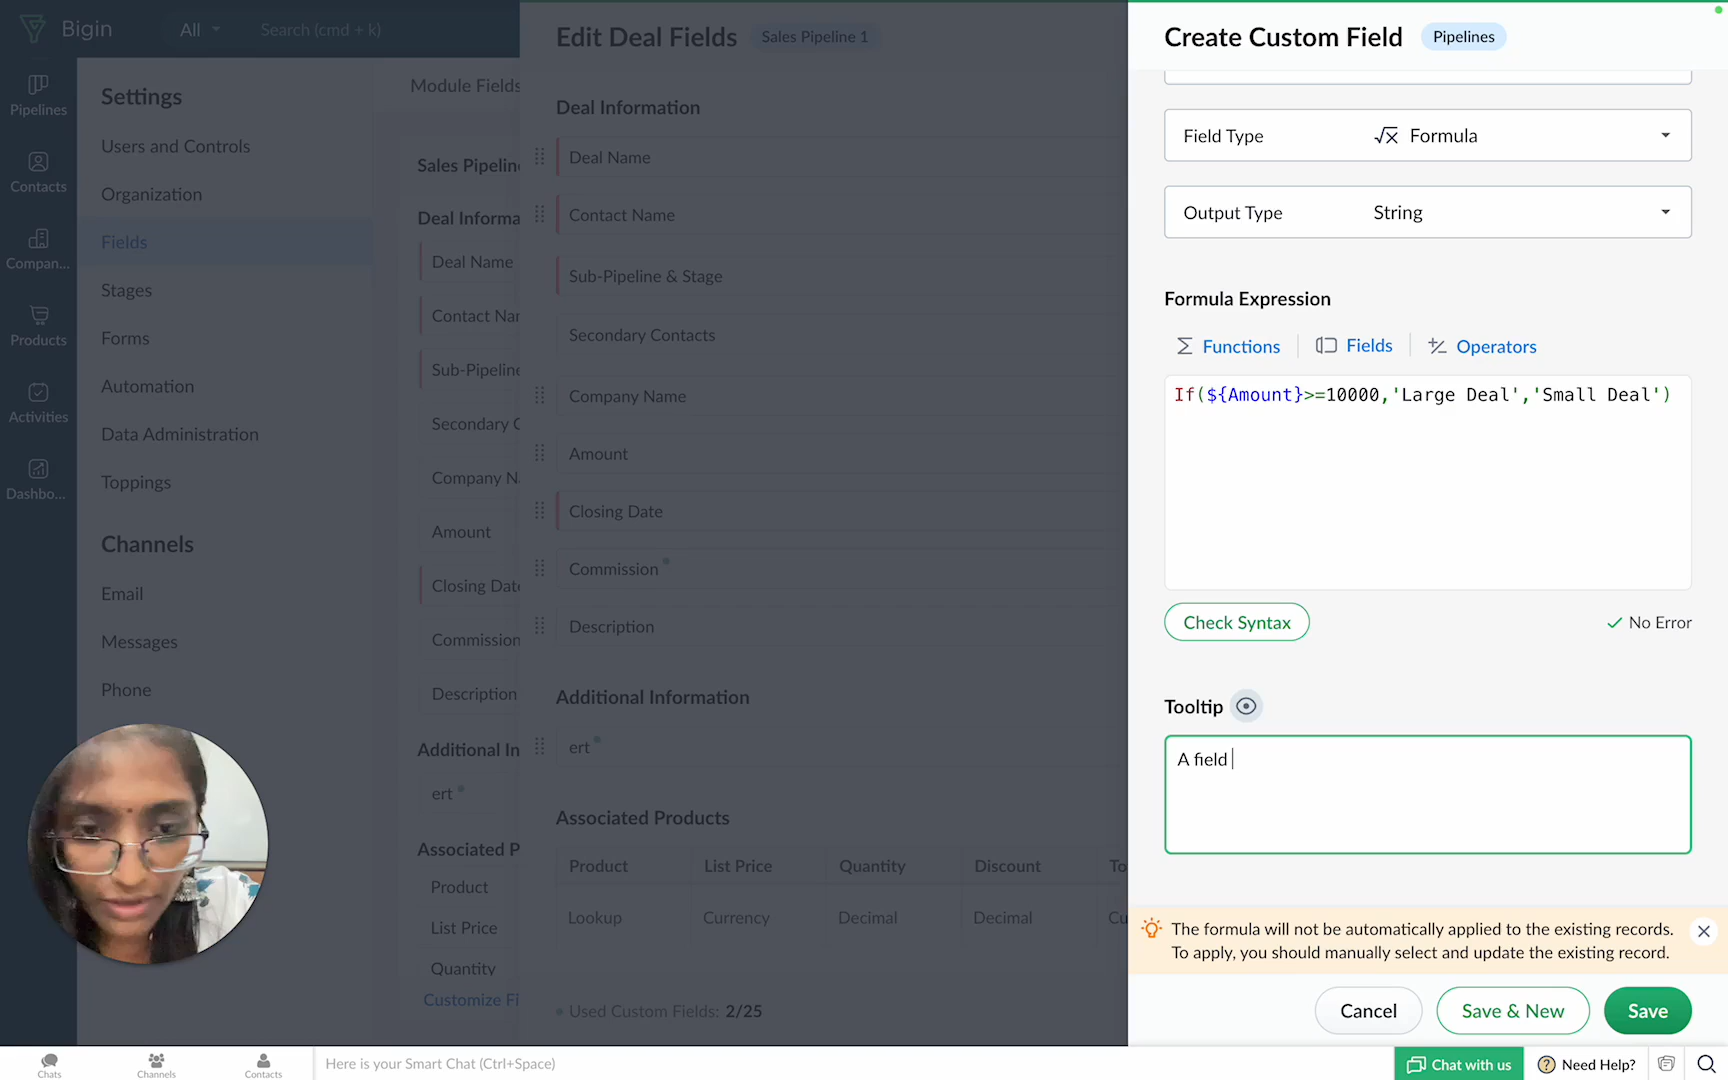 Bigin
All
Search (cmd + k)
Pipelines
Contacts
Compan...
Products
Activities
Dashbo...
Settings
Users and Controls
Organization
Fields
Stages
Forms
Automation
Data Administration
Toppings
Channels
Email
Messages
Phone
Module Fields
Sales Pipelin
Deal Informa
Deal Name
Contact Nar
Sub-Pipeline
Secondary C
Company N
Amount
Closing Date
Commission
Description
Additional In
ert
Associated P
Product
List Price
Quantity
Customize Fi
Edit Deal Fields
Sales Pipeline 1
Deal Information
Deal Name
Contact Name
Sub-Pipeline & Stage
Secondary Contacts
Company Name
Amount
Closing Date
Commission
Description
Additional Information
ert
Associated Products
Product List Price Quantity Discount To
Lookup Currency Decimal Decimal Cu
Used Custom Fields: 2/25
Create Custom Field
Pipelines
Field Type Formula
Output Type String
Formula Expression
Functions Fields Operators
If(${Amount}>=10000,'Large Deal','Small Deal')
Check Syntax
No Error
Tooltip
A field
The formula will not be automatically applied to the existing records.
To apply, you should manually select and update the existing record.
Cancel
Save & New
Save
Chats
Channels
Contacts
Here is your Smart Chat (Ctrl+Space)
Chat with us
Need Help?